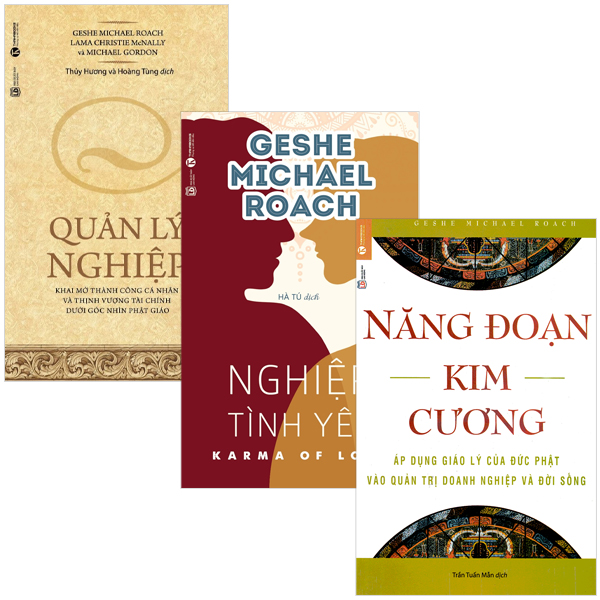 GESHE MICHAEL ROACH
LAMA CHRISTIE McNALLY
và MICHAEL GORDON
Thúy Hương và Hoàng Tùng dịch
QUẢN LÝ
NGHIỆP
KHAI MỞ THÀNH CÔNG CÁ NHÂN
VÀ THỊNH VƯỢNG TÀI CHÍNH
DƯỚI GÓC NHÌN PHẬT GIÁO
GESHE
MICHAEL
ROACH
HÀ TÚ dịch
NGHIỆP
TÌNH YÊ
KARMA OF LO
GESHE MICHAEL ROACH
NĂNG ĐOẠN
KIM
CƯƠNG
ÁP DỤNG GIÁO LÝ CỦA ĐỨC PHẬT
VÀO QUẢN TRỊ DOANH NGHIỆP VÀ ĐỜI SỐNG
Trần Tuấn Mẫn dịch